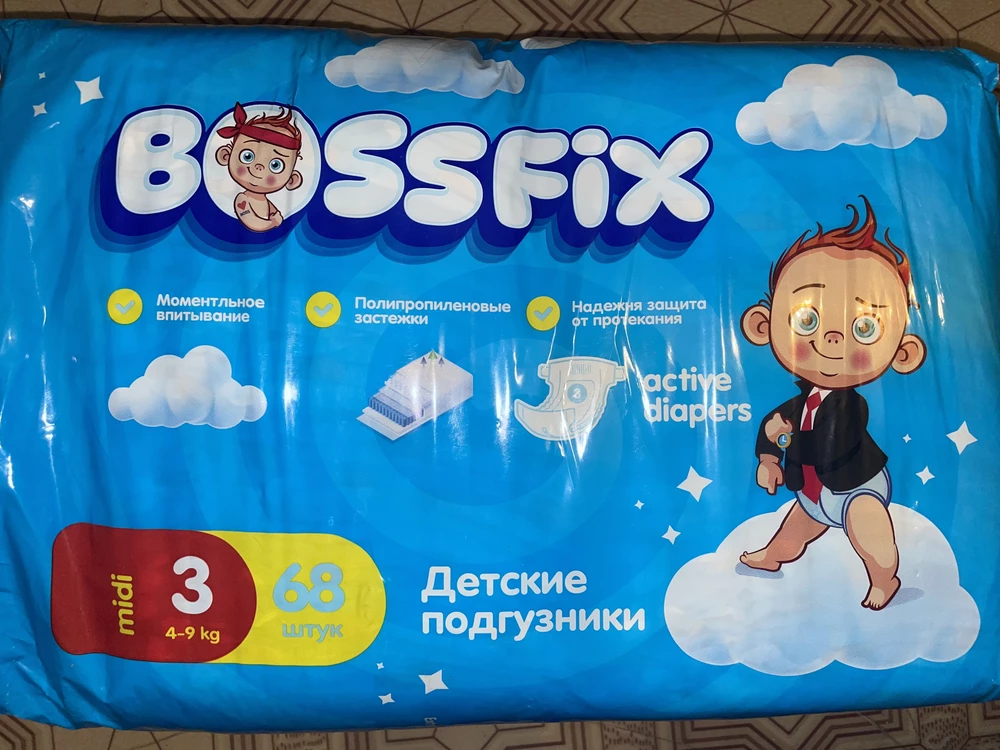 BOSSFiX
Моментльное
впитывание
Полипропиленовые
застежки
Надежня защита
от протекания
active
diapers
midi
3
4-9 kg
68
штук
Детские
подгузники